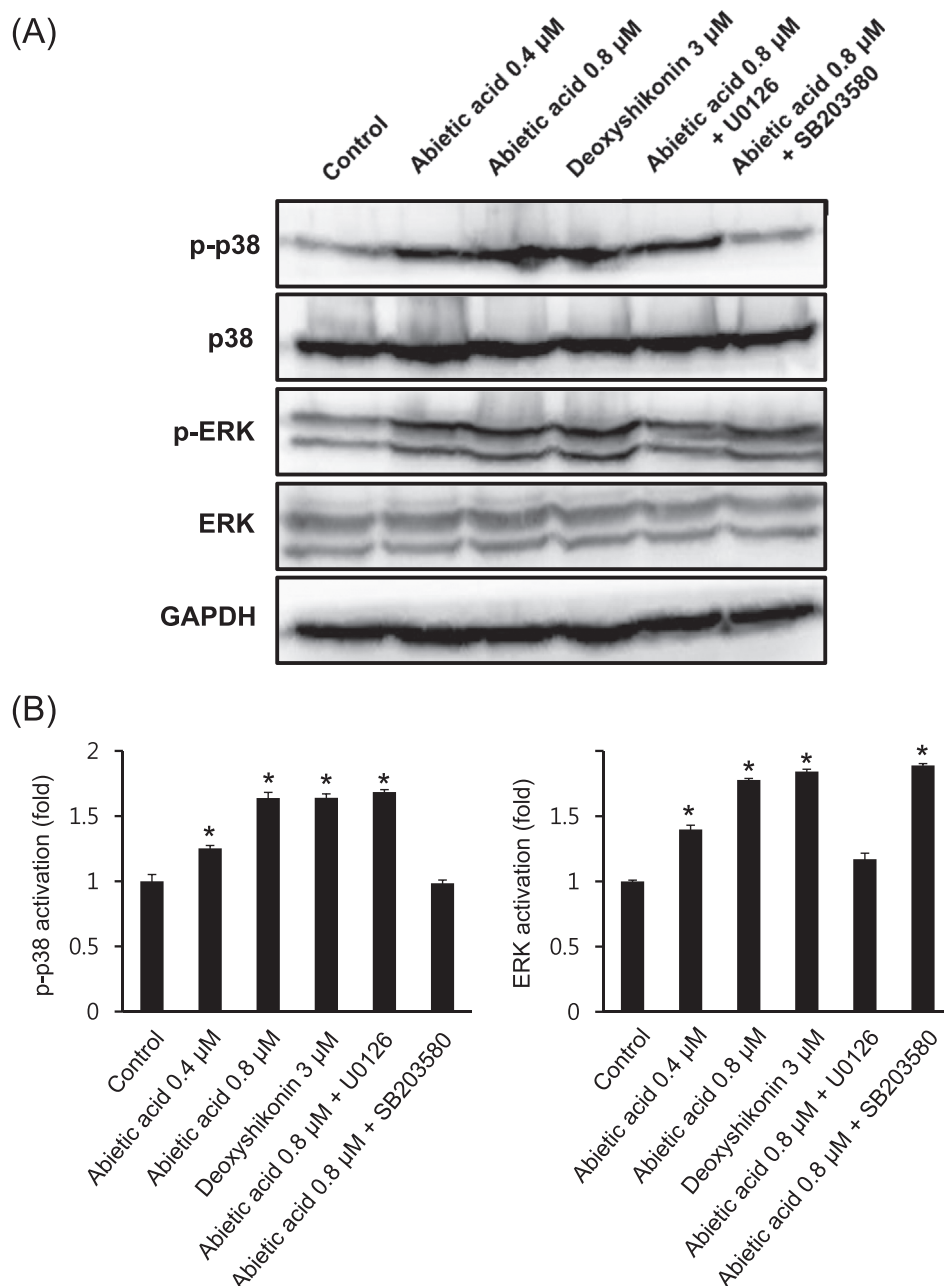 (A)
Control
Abietic acid 0.4 µM
Abietic acid 0.8 µM
Deoxyshikonin 3 µM
Abietic acid 0.8 µM
+ U0126
Abietic acid 0.8 µM
+ SB203580
p-p38
p38
p-ERK
ERK
GAPDH
(B)
p-p38 activation (fold)
2
1.5
1
0.5
0
*
*
*
*
Control
Abietic acid 0.4 µM
Abietic acid 0.8 µM
Deoxyshikonin 3 µM
Abietic acid 0.8 µM + U0126
Abietic acid 0.8 µM + SB203580
ERK activation (fold)
1.5
1
0.5
0
*
*
*
*
Control
Abietic acid 0.4 µM
Abietic acid 0.8 µM
Deoxyshikonin 3 µM
Abietic acid 0.8 µM + U0126
Abietic acid 0.8 µM + SB203580